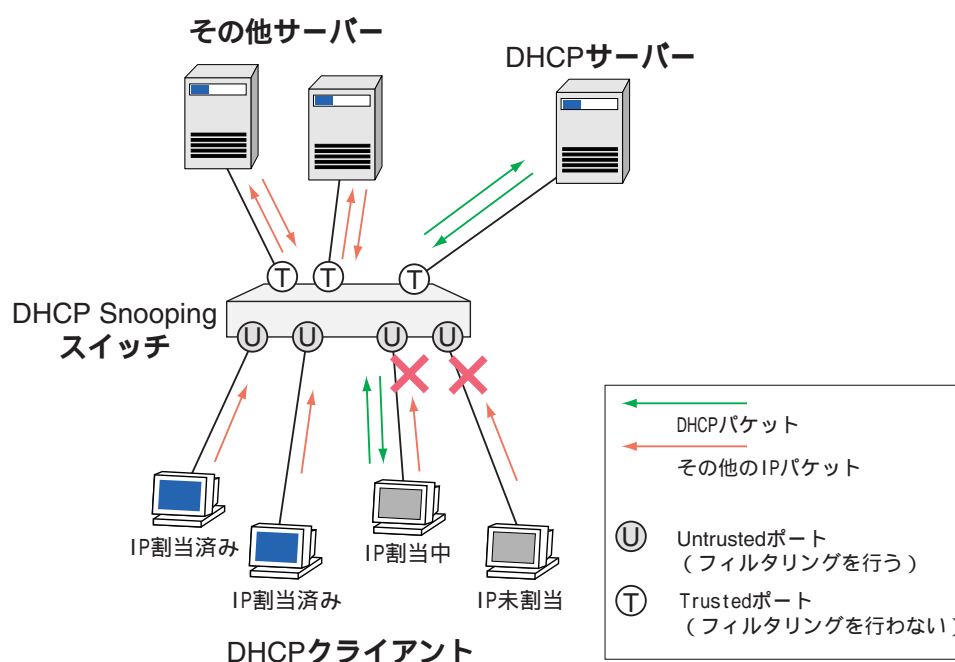 その他サーバー
DHCPサーバー
T
T
T
DHCP Snooping
スイッチ
U
U
U
U
IP割当済み
IP割当済み
IP割当中
IP未割当
DHCPクライアント
DHCPパケット
その他のIPパケット
U
Untrustedポート
(フィルタリングを行う)
T
Trustedポート
(フィルタリングを行わない)